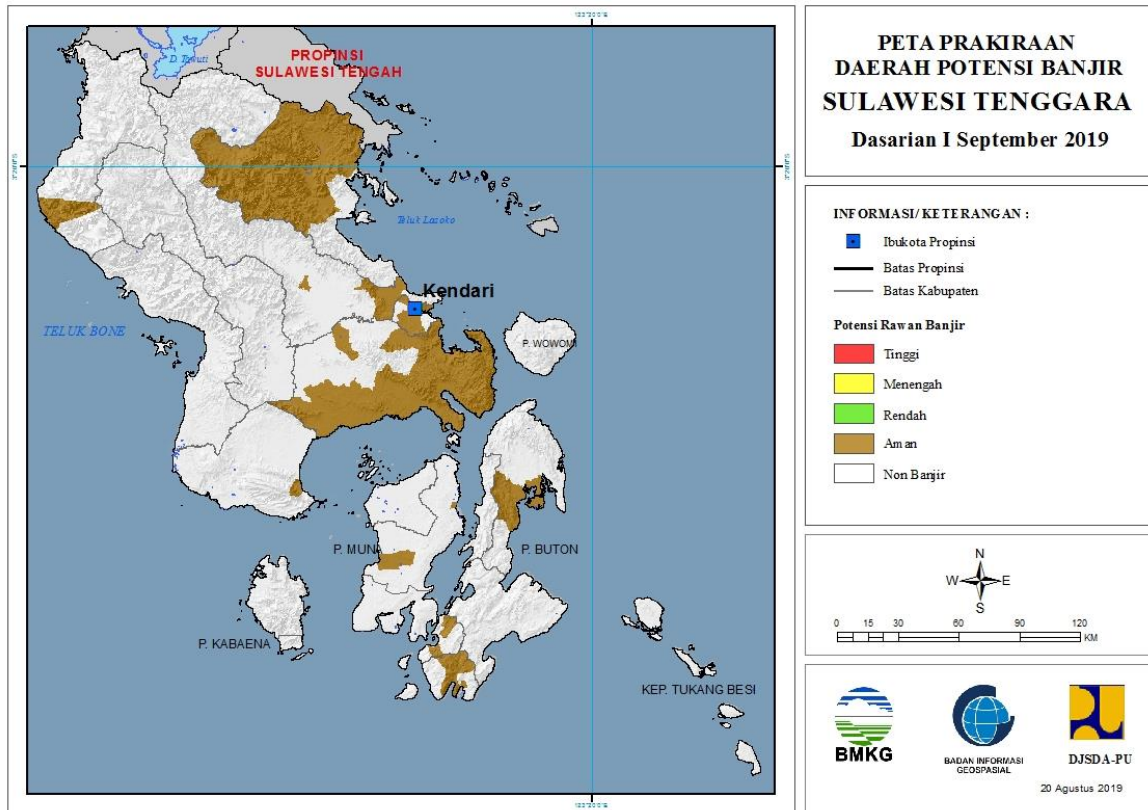 PETA PRAKIRAAN
DAERAH POTENSI BANJIR
SULAWESI TENGGARA
Dasarian I September 2019
INFORMASI/ KETERANGAN :
Ibukota Propinsi
Batas Propinsi
Batas Kabupaten
Potensi Rawan Banjir
Tinggi
Menengah
Rendah
Aman
Non Banjir
N
W E
S
0 15 30 60 90 120
KM
BMKG
BADAN INFORMASI
GEOSPASIAL
DJSDA-PU
20 Agustus 2019
PROPINSI
SULAWESI TENGAH
Kendari
TELUK BONE
P. WOWONI
P. MUNA
P. BUTON
P. KABAENA
KEP. TUKANG BESI